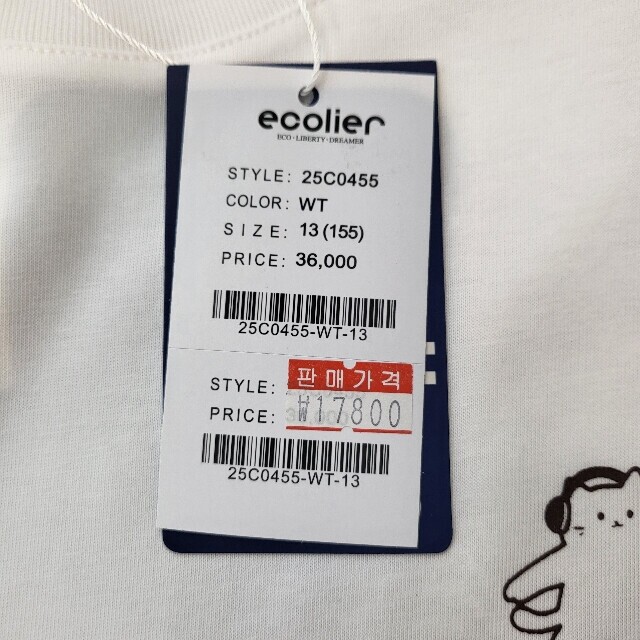 ecolier
ECO·LIBERTY·DREAMER
STYLE: 25C0455
COLOR: WT
SIZE: 13(155)
PRICE: 36,000
25C0455-WT-13
STYLE:
판매가격
PRICE: ₩17800
25C0455-WT-13